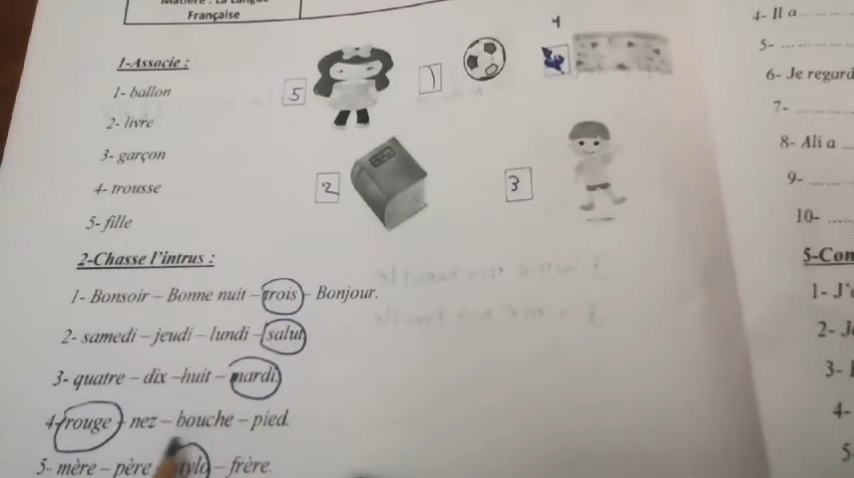 Française
1-Associe :
1- ballon
2- livre
3- garçon
4- trousse
5- fille
5
1
4
2
3
2-Chasse l'intrus :
1- Bonsoir – Bonne nuit – trois – Bonjour.
2- samedi – jeudi – lundi – salut
3- quatre – dix –huit – mardi.
4- rouge – nez – bouche – pied.
5- mère – père – stylo – frère.
4- Il a
5-
6- Je regard
7-
8- Ali a
9-
10-
5-Con
1- J'
2- J
3-
4-
5